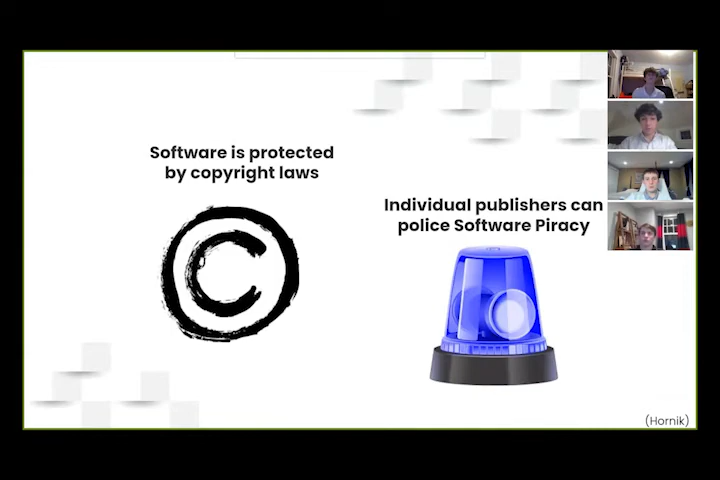 Software is protected
by copyright laws
Individual publishers can
police Software Piracy
(Hornik)